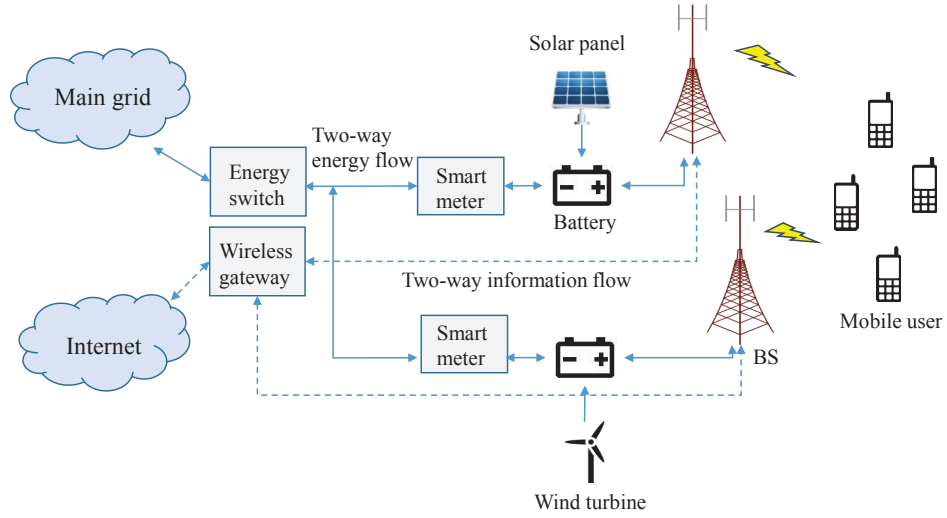 Solar panel
Main grid
Two-way
energy flow
Energy
switch
Smart
meter
Battery
Wireless
gateway
Two-way information flow
Internet
Smart
meter
Mobile user
BS
Wind turbine